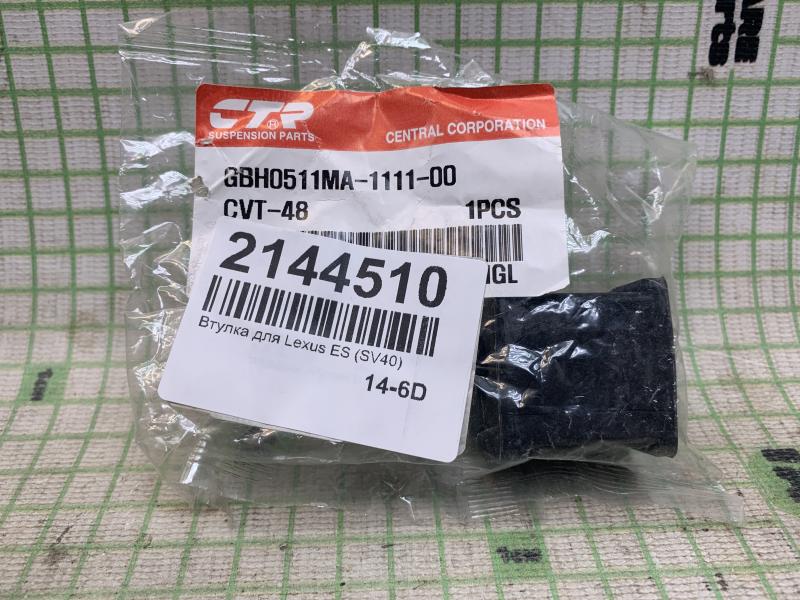 CTR
SUSPENSION PARTS
CENTRAL CORPORATION
GBH0511MA-1111-00
CVT-48 1PCS
2144510
Втулка для Lexus ES (SV40)
14-6D